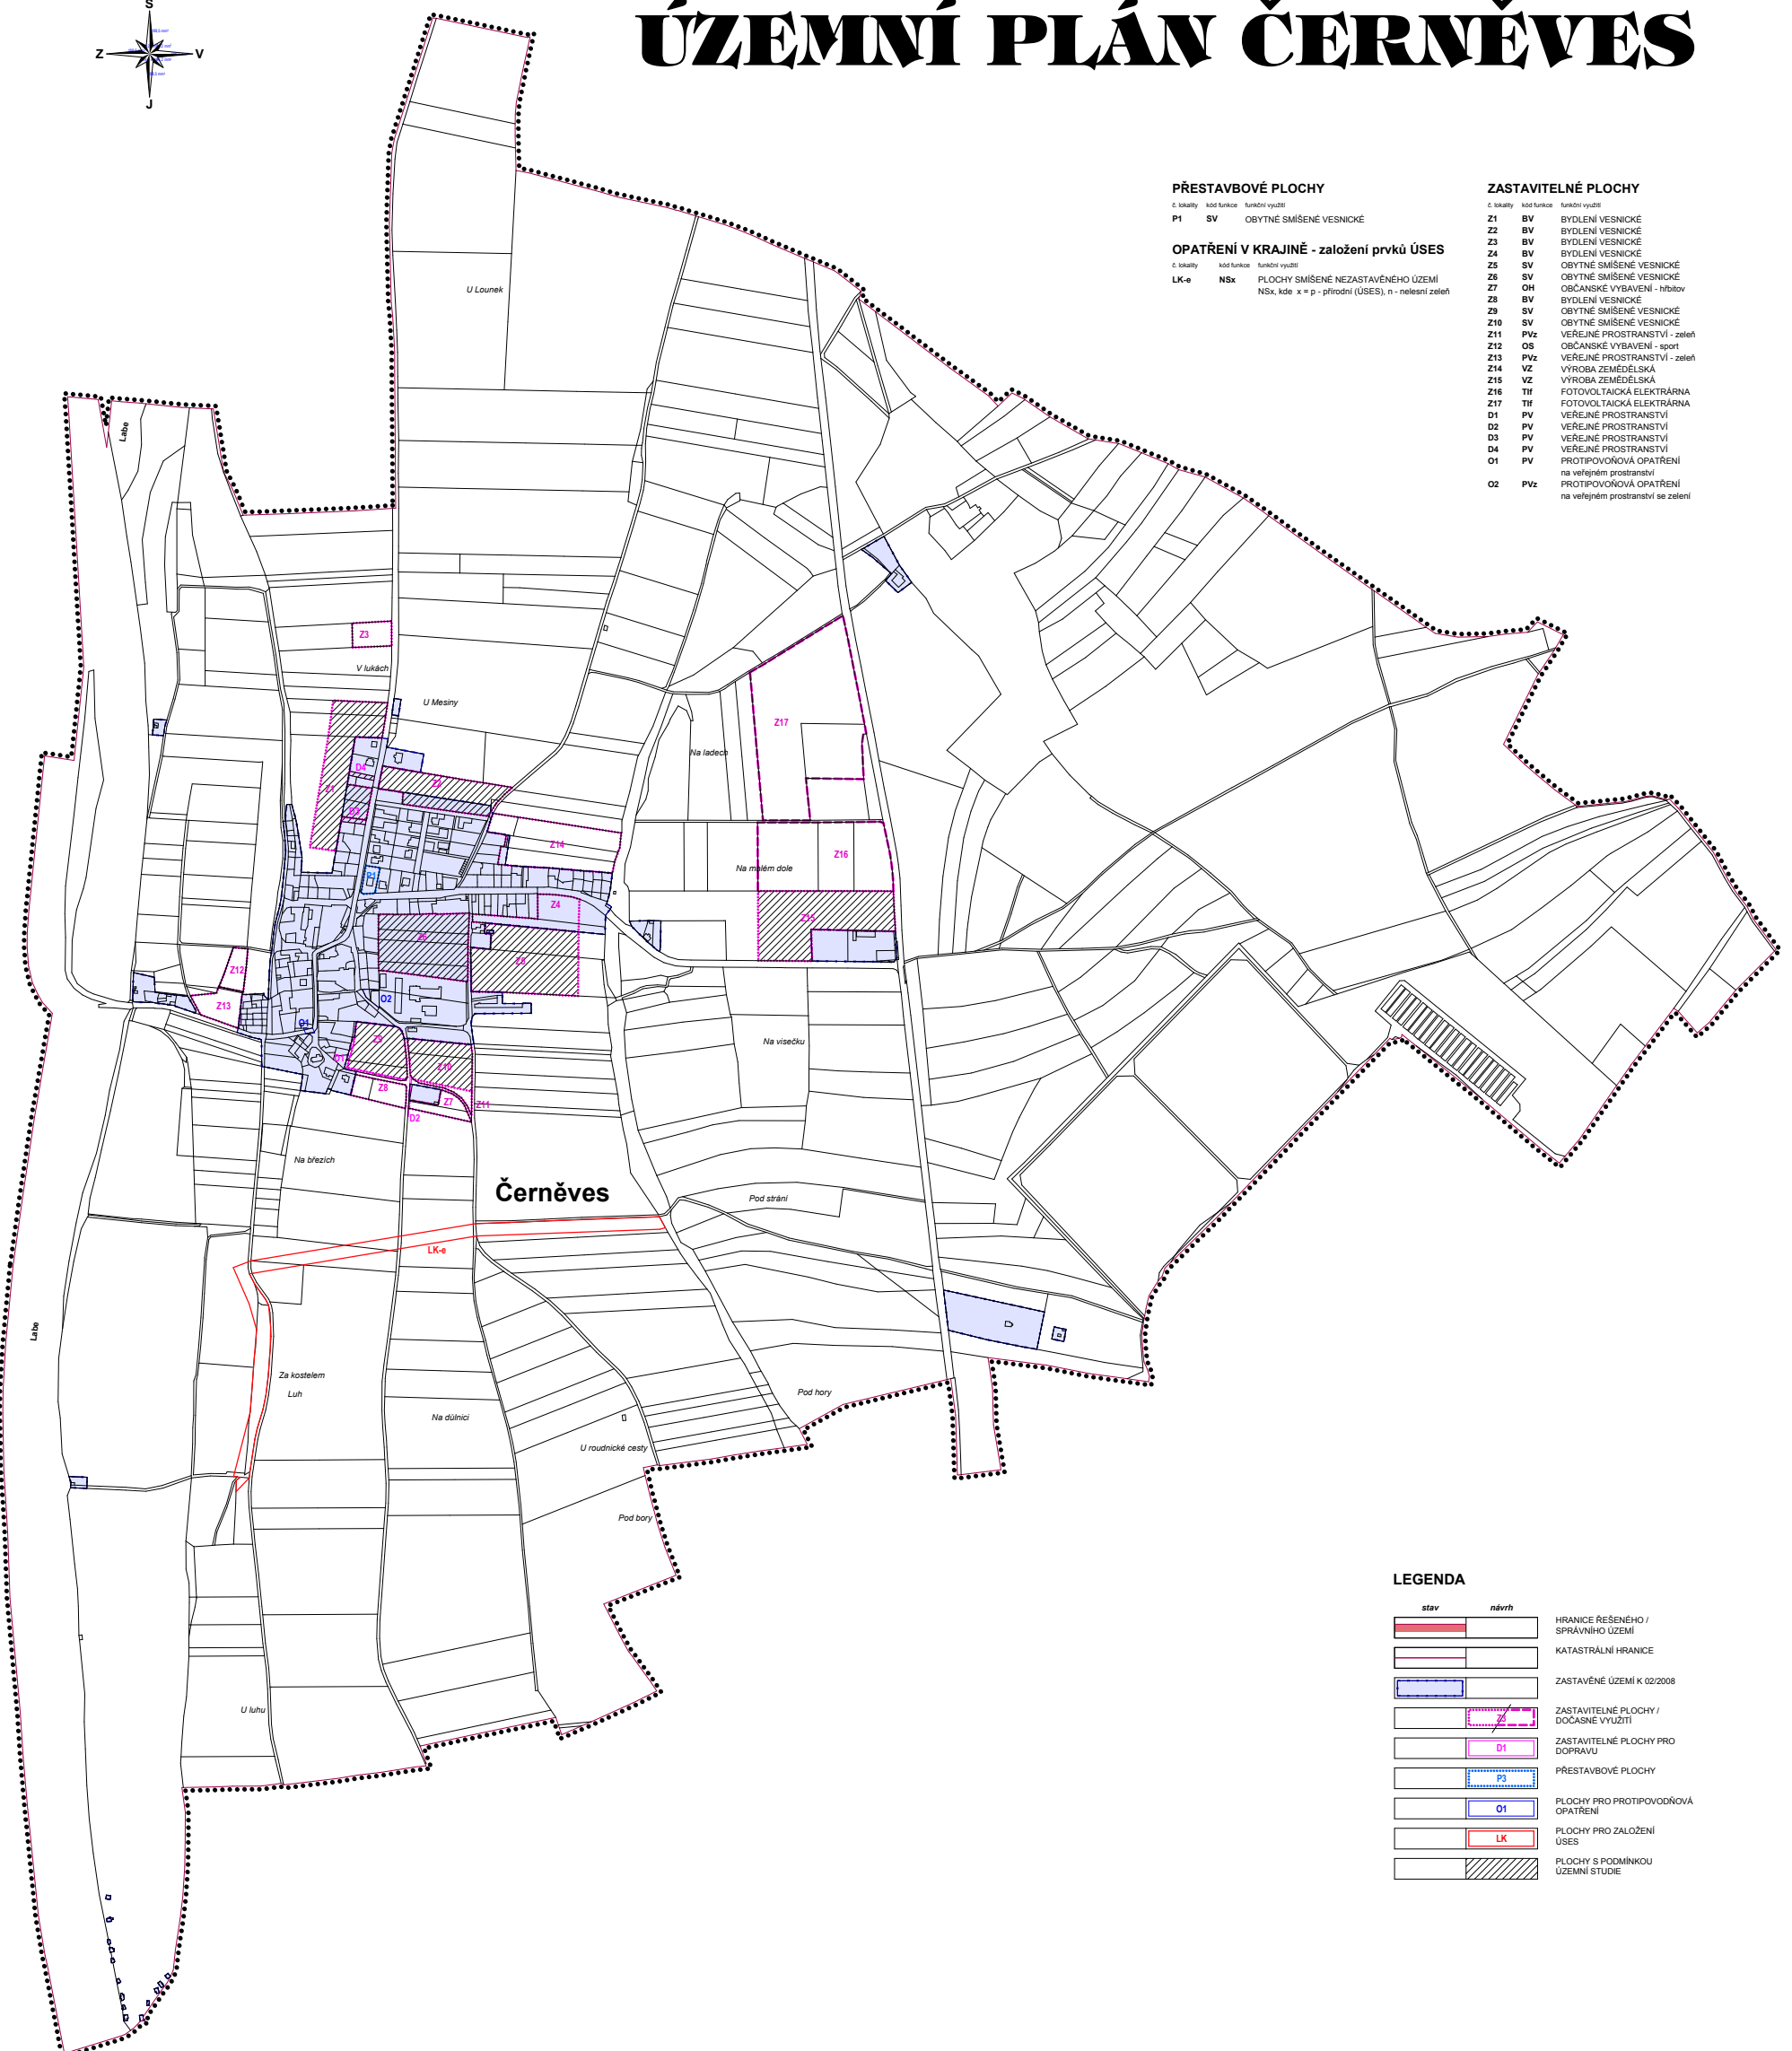 ÚZEMNÍ PLÁN ČERNĚVES
S
Z V
J
PŘESTAVBOVÉ PLOCHY
č. lokality kód funkce funkční využití
P1 SV OBYTNÉ SMÍŠENÉ VESNICKÉ
OPATŘENÍ V KRAJINĚ - založení prvků ÚSES
č. lokality kód funkce funkční využití
LK-e NSx PLOCHY SMÍŠENÉ NEZASTAVĚNÉHO ÚZEMÍ
NSx, kde x = p - přírodní (ÚSES), n - nelesní zeleň
ZASTAVITELNÉ PLOCHY
č. lokality kód funkce funkční využití
Z1 BV BYDLENÍ VESNICKÉ
Z2 BV BYDLENÍ VESNICKÉ
Z3 BV BYDLENÍ VESNICKÉ
Z4 BV BYDLENÍ VESNICKÉ
Z5 SV OBYTNÉ SMÍŠENÉ VESNICKÉ
Z6 SV OBYTNÉ SMÍŠENÉ VESNICKÉ
Z7 OH OBČANSKÉ VYBAVENÍ - hřbitov
Z8 BV BYDLENÍ VESNICKÉ
Z9 SV OBYTNÉ SMÍŠENÉ VESNICKÉ
Z10 SV OBYTNÉ SMÍŠENÉ VESNICKÉ
Z11 PVz VEŘEJNÉ PROSTRANSTVÍ - zeleň
Z12 OS OBČANSKÉ VYBAVENÍ - sport
Z13 PVz VEŘEJNÉ PROSTRANSTVÍ - zeleň
Z14 VZ VÝROBA ZEMĚDĚLSKÁ
Z15 VZ VÝROBA ZEMĚDĚLSKÁ
Z16 TIf FOTOVOLTAICKÁ ELEKTRÁRNA
Z17 TIf FOTOVOLTAICKÁ ELEKTRÁRNA
D1 PV VEŘEJNÉ PROSTRANSTVÍ
D2 PV VEŘEJNÉ PROSTRANSTVÍ
D3 PV VEŘEJNÉ PROSTRANSTVÍ
D4 PV VEŘEJNÉ PROSTRANSTVÍ
O1 PV PROTIPOVOŇOVÁ OPATŘENÍ
na veřejném prostranství
O2 PVz PROTIPOVOŇOVÁ OPATŘENÍ
na veřejném prostranství se zelení
U Lounek
Labe
Z3
V lukách
U Mesiny
Z17
Na ladech
D4
Z2
Z1
D3
Z14
Z16
Na malém dole
P1
Z4
Z15
Z6
Z5
Z12
Z13
O2
O1
Z9
Na visečku
D1
Z10
Z8
Z7
Z11
D2
Na březích
Černěves
Pod strání
LK-e
Labe
Za kostelem
Luh
Pod hory
Na důlnici
U roudnické cesty
Pod bory
U luhu
LEGENDA
stav návrh
HRANICE ŘEŠENÉHO /
SPRÁVNÍHO ÚZEMÍ
KATASTRÁLNÍ HRANICE
ZASTAVĚNÉ ÚZEMÍ K 02/2008
Z3 ZASTAVITELNÉ PLOCHY /
DOČASNÉ VYUŽITÍ
D1 ZASTAVITELNÉ PLOCHY PRO
DOPRAVU
P3 PŘESTAVBOVÉ PLOCHY
O1 PLOCHY PRO PROTIPOVODŇOVÁ
OPATŘENÍ
LK PLOCHY PRO ZALOŽENÍ
ÚSES
PLOCHY S PODMÍNKOU
ÚZEMNÍ STUDIE